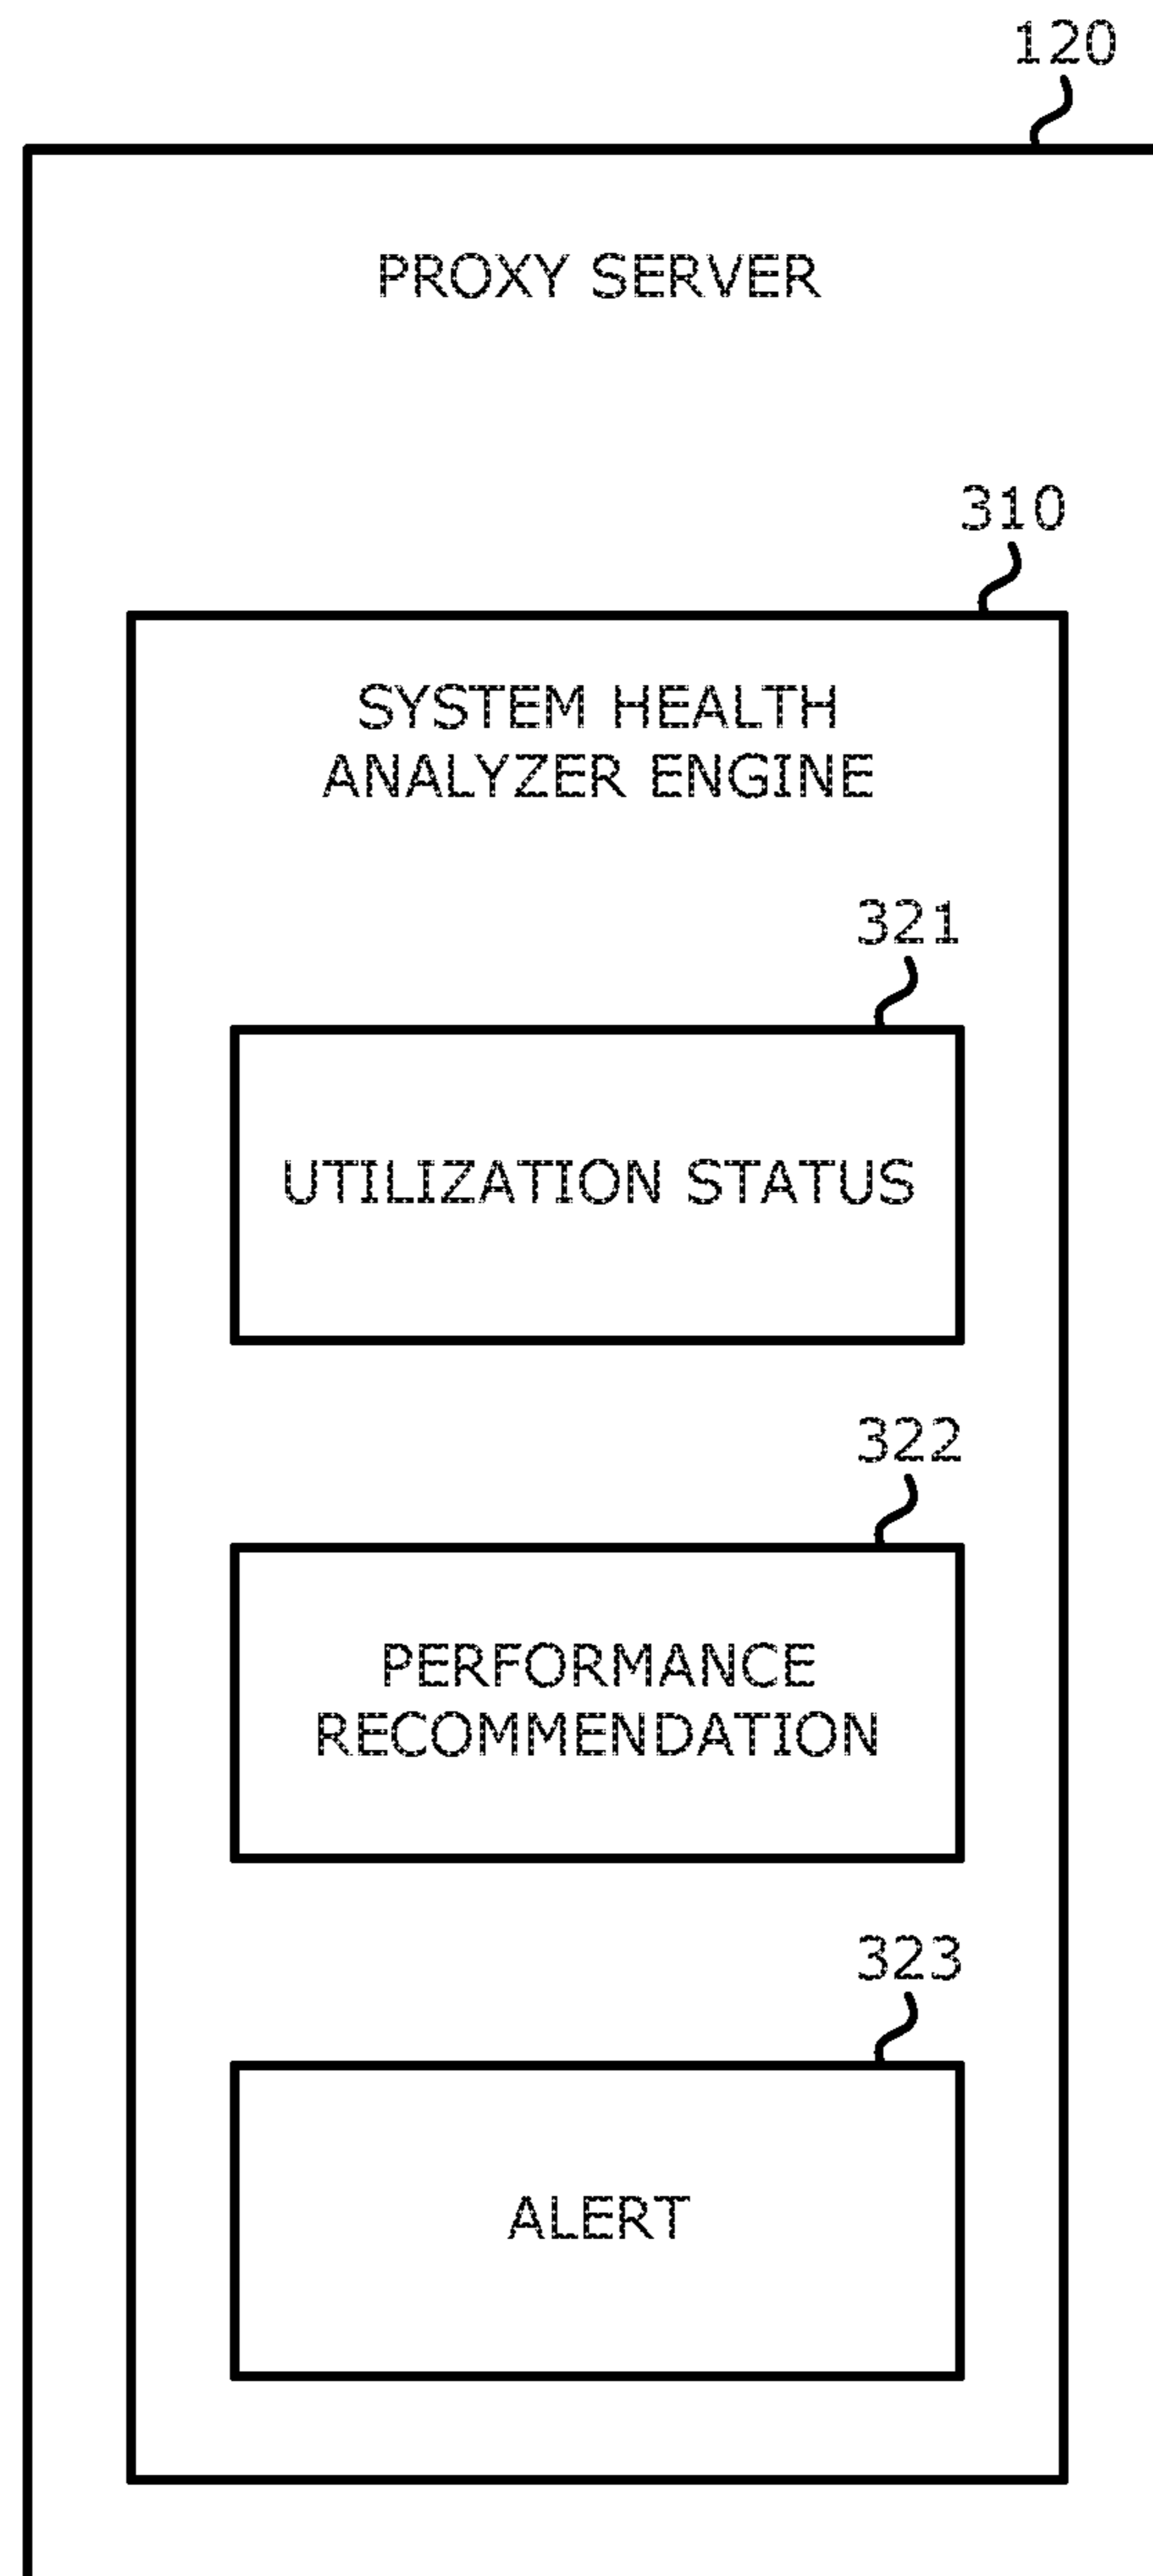 120
PROXY SERVER
310
SYSTEM HEALTH
ANALYZER ENGINE
321
UTILIZATION STATUS
322
PERFORMANCE
RECOMMENDATION
323
ALERT